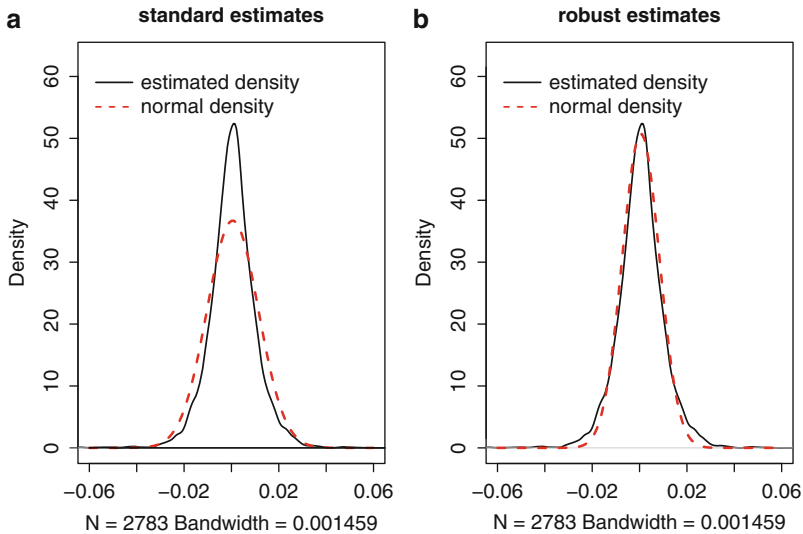 a
standard estimates
estimated density
normal density
Density
0
10
20
30
40
50
60
−0.06
−0.02
0.02
0.06
N = 2783 Bandwidth = 0.001459
b
robust estimates
estimated density
normal density
Density
0
10
20
30
40
50
60
−0.06
−0.02
0.02
0.06
N = 2783 Bandwidth = 0.001459